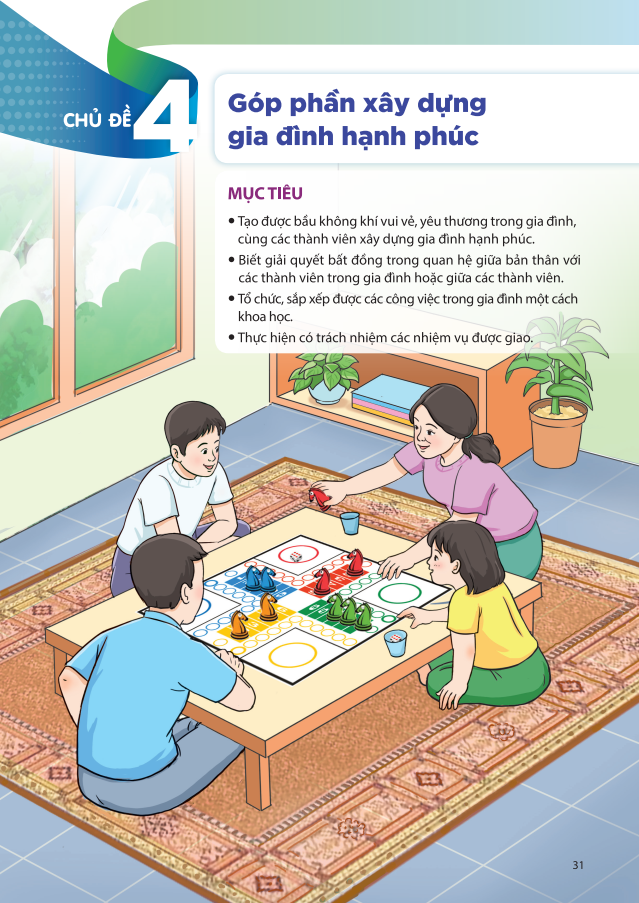 CHỦ ĐỀ 4
Góp phần xây dựng
gia đình hạnh phúc
MỤC TIÊU
• Tạo được bầu không khí vui vẻ, yêu thương trong gia đình,
cùng các thành viên xây dựng gia đình hạnh phúc.
• Biết giải quyết bất đồng trong quan hệ giữa bản thân với
các thành viên trong gia đình hoặc giữa các thành viên.
• Tổ chức, sắp xếp được các công việc trong gia đình một cách
khoa học.
• Thực hiện có trách nhiệm các nhiệm vụ được giao.
31